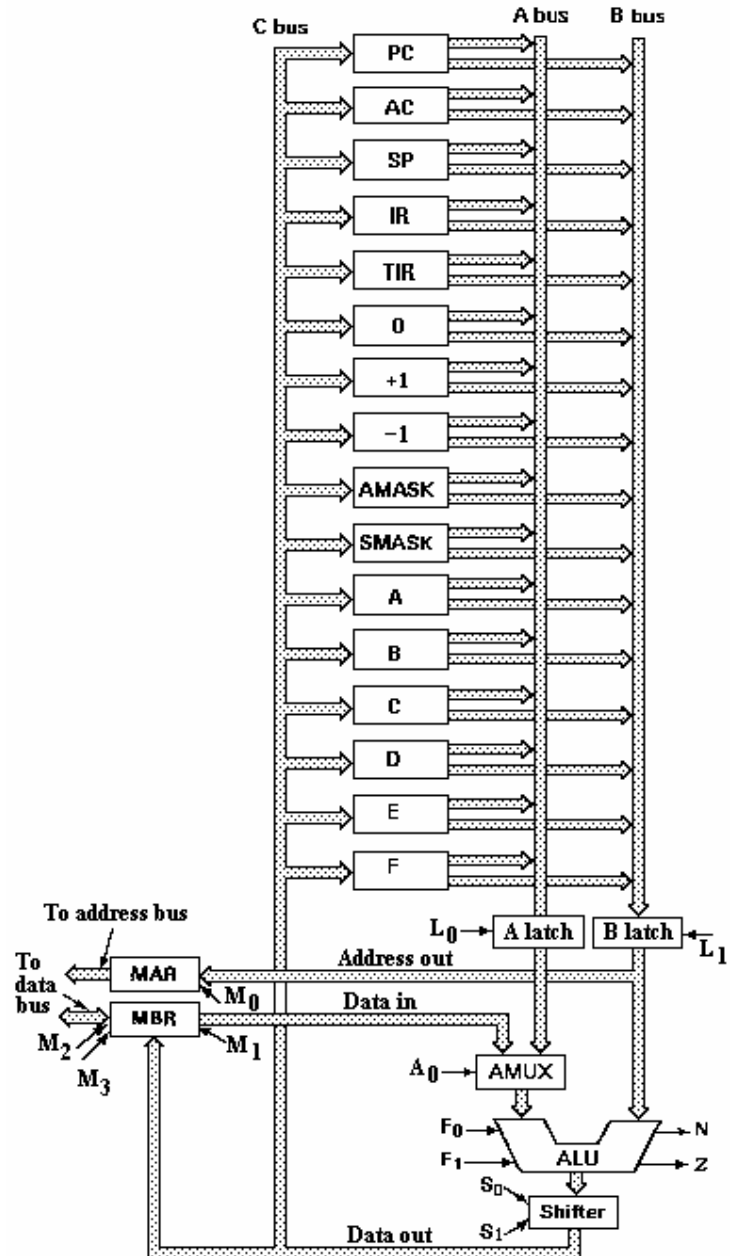 A bus
B bus
C bus
PC
AC
SP
IR
TIR
0
+1
−1
AMASK
SMASK
A
B
C
D
E
F
To address bus
L0
A latch
B latch
L1
Address out
To
data
bus
MAR
M0
Data in
MBR
M2
M1
M3
A0
AMUX
F0
N
F1
ALU
Z
S0
Shifter
S1
Data out